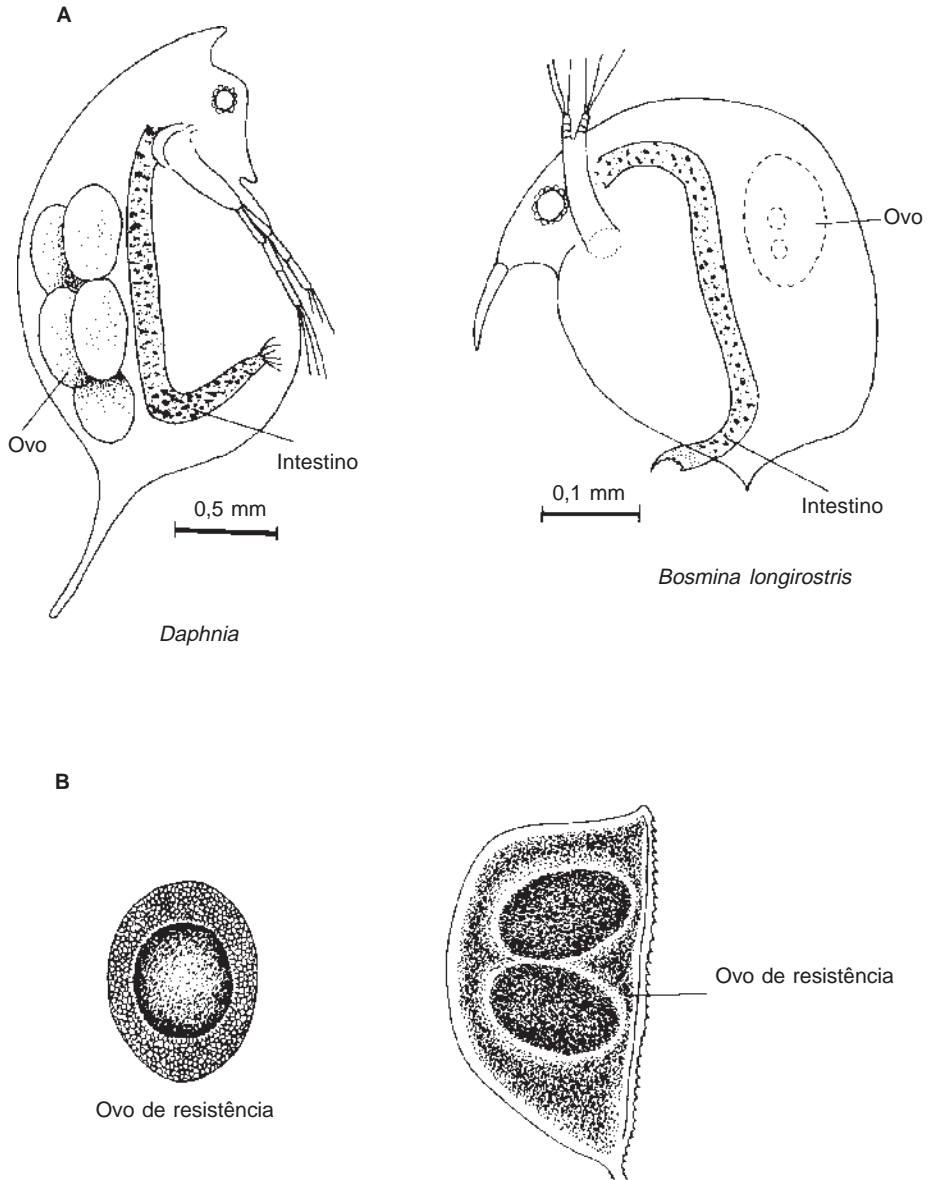 A
Ovo
Ovo
Intestino
0,5 mm
0,1 mm
Intestino
Daphnia
Bosmina longirostris
B
Ovo de resistência
Ovo de resistência